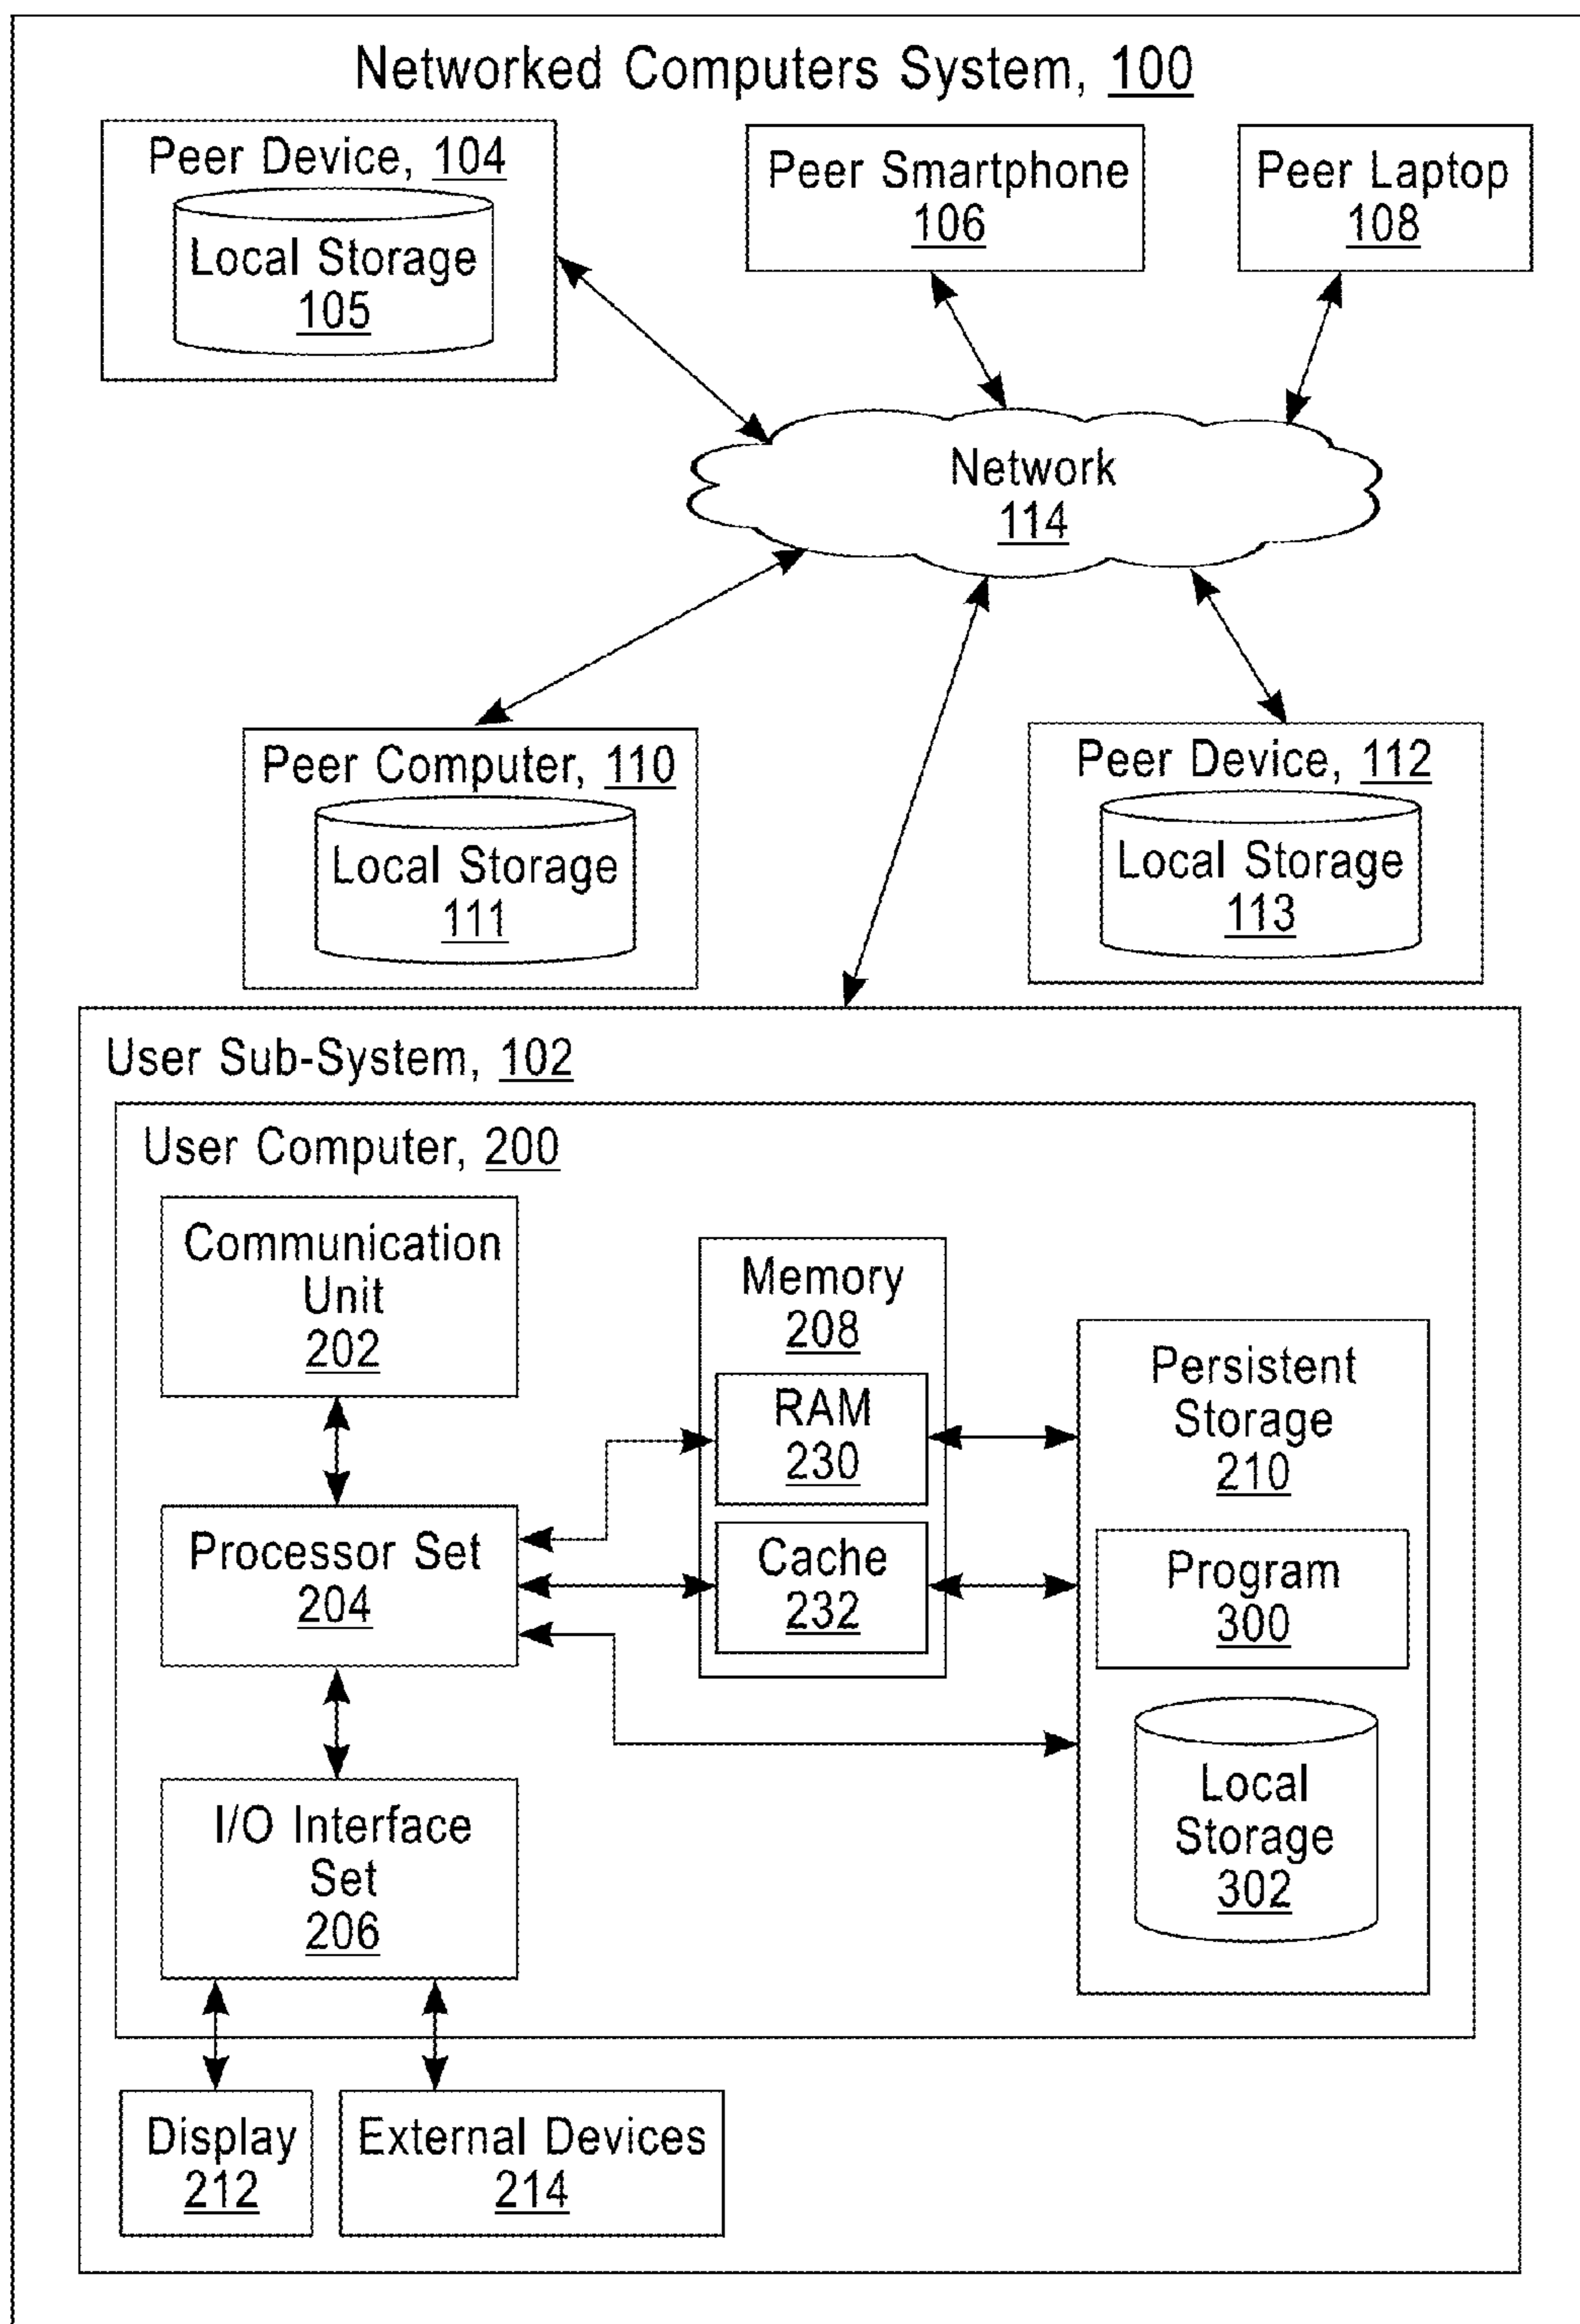 Networked Computers System, 100
Peer Device, 104
Local Storage
105
Peer Smartphone
106
Peer Laptop
108
Network
114
Peer Computer, 110
Local Storage
111
Peer Device, 112
Local Storage
113
User Sub-System, 102
User Computer, 200
Communication
Unit
202
Memory
208
RAM
230
Cache
232
Persistent
Storage
210
Program
300
Local
Storage
302
Processor Set
204
I/O Interface
Set
206
Display
212
External Devices
214